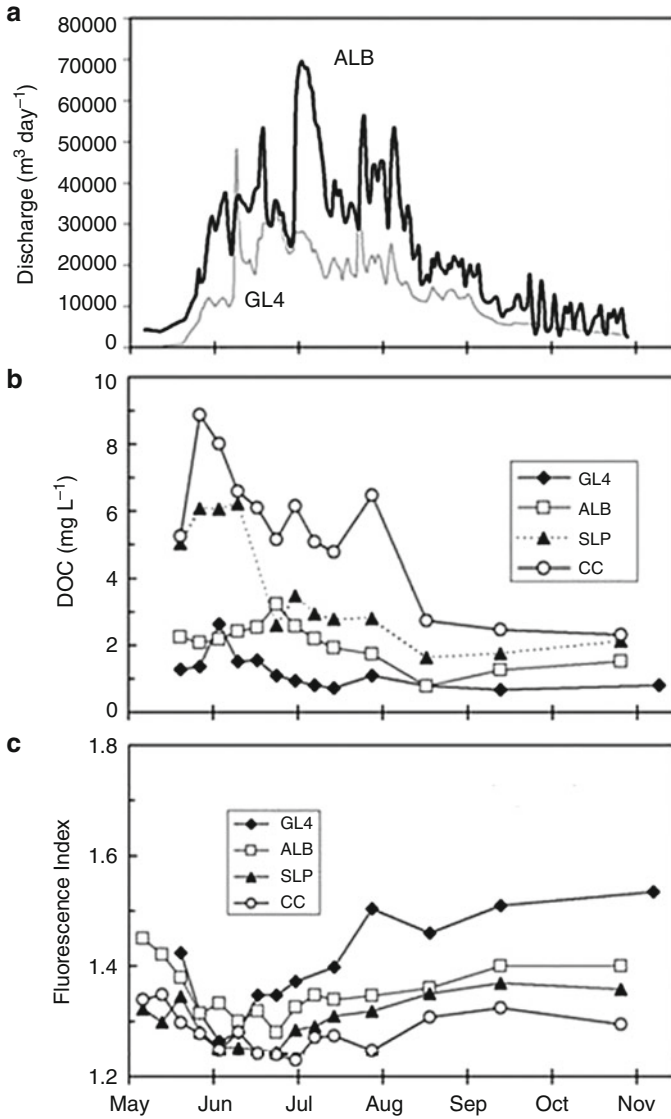 a
80000
70000
60000
50000
40000
30000
20000
10000
0
Discharge (m³ day⁻¹)
ALB
GL4
b
10
8
6
4
2
0
DOC (mg L⁻¹)
GL4
ALB
SLP
CC
c
1.8
1.6
1.4
1.2
Fluorescence Index
GL4
ALB
SLP
CC
May Jun Jul Aug Sep Oct Nov